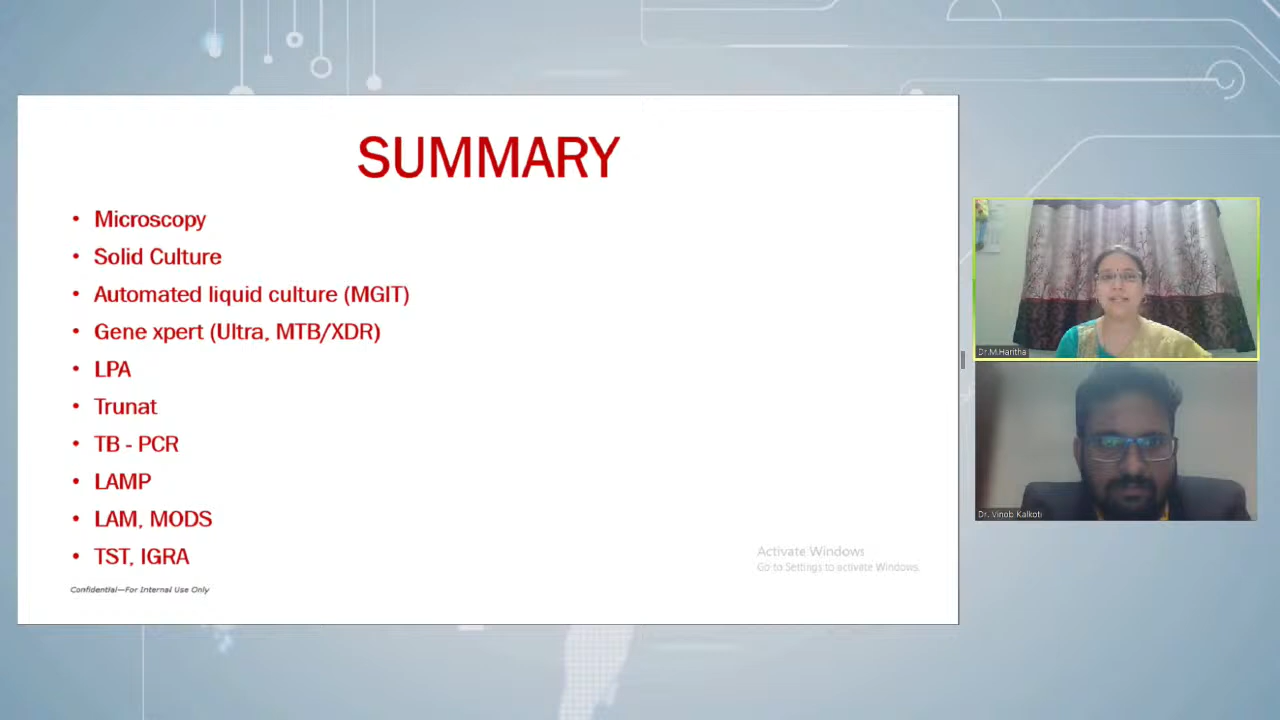 SUMMARY
• Microscopy
• Solid Culture
• Automated liquid culture (MGIT)
• Gene xpert (Ultra, MTB/XDR)
• LPA
• Trunat
• TB - PCR
• LAMP
• LAM, MODS
• TST, IGRA
Confidential—For Internal Use Only
Activate Windows
Go to Settings to activate Windows.
Dr.M.Haritha
Dr. Vinob Kalkoti